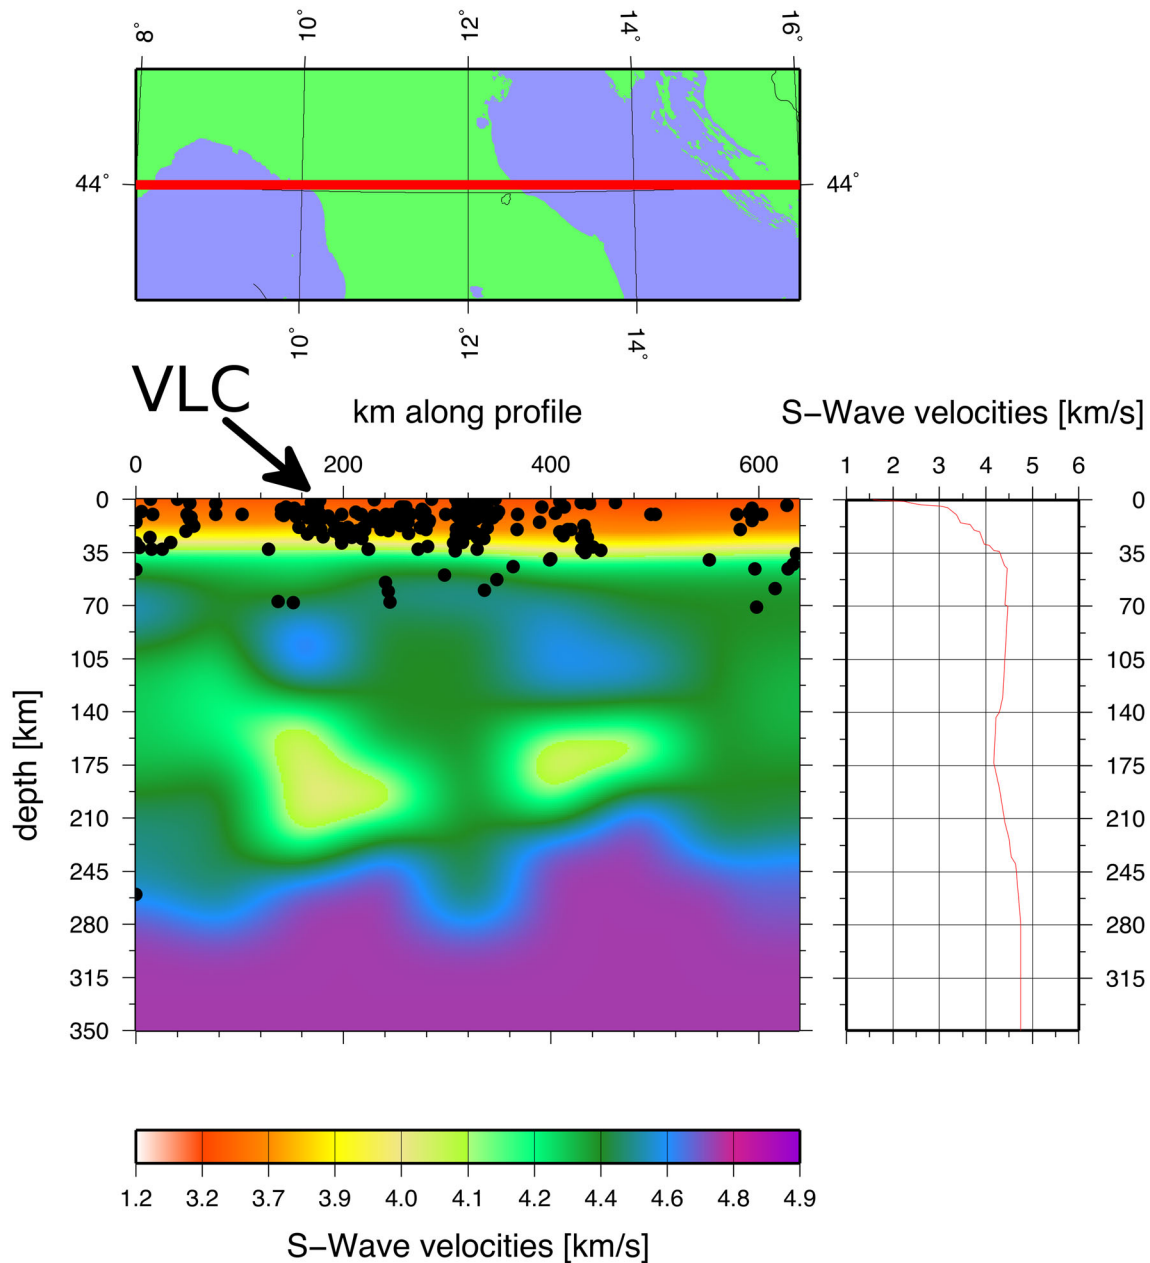 8° 10° 12° 14° 16°
44° 44°
10° 12° 14°
VLC
km along profile S−Wave velocities [km/s]
0 200 400 600 1 2 3 4 5 6
0 0
35 35
70 70
105 105
140 140
175 175
210 210
245 245
280 280
315 315
350
depth [km]
1.2 3.2 3.7 3.9 4.0 4.1 4.2 4.4 4.6 4.8 4.9
S−Wave velocities [km/s]